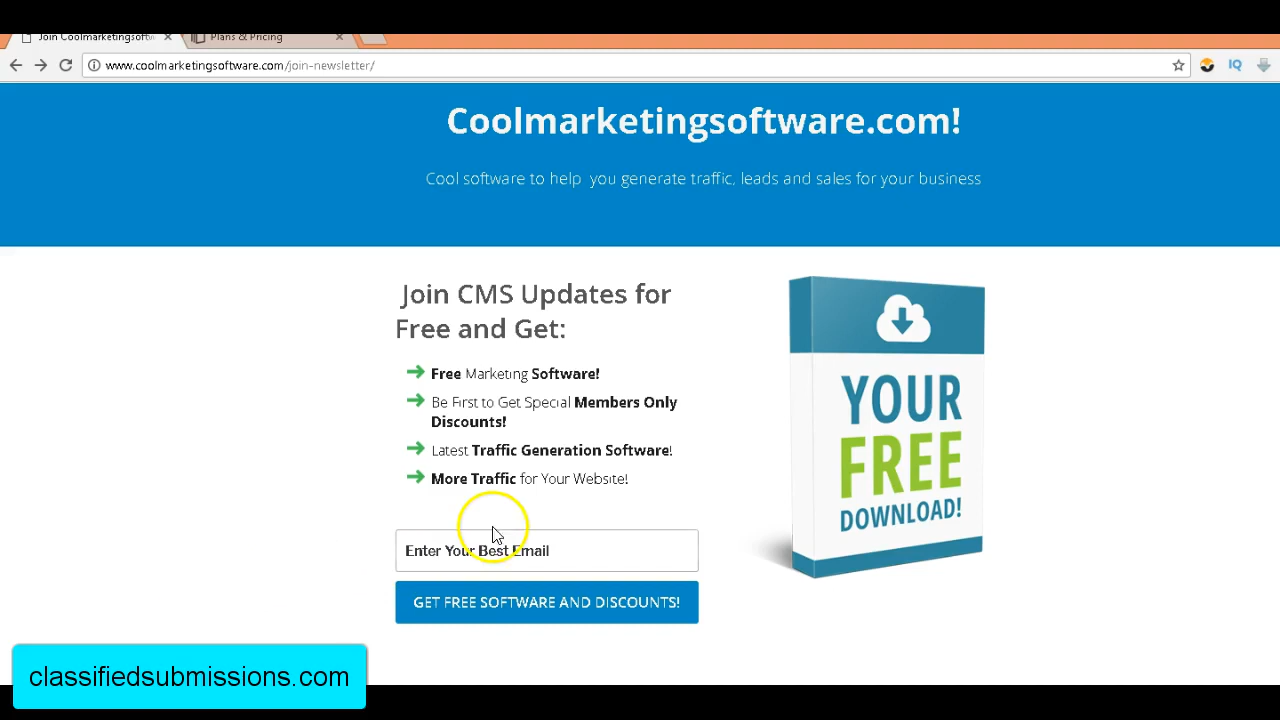 Join Coolmarketingsoftw
Plans & Pricing
www.coolmarketingsoftware.com/join-newsletter/
IQ
Coolmarketingsoftware.com!
Cool software to help you generate traffic, leads and sales for your business
Join CMS Updates for
Free and Get:
Free Marketing Software!
Be First to Get Special Members Only
Discounts!
Latest Traffic Generation Software!
More Traffic for Your Website!
Enter Your Best Email
GET FREE SOFTWARE AND DISCOUNTS!
YOUR
FREE
DOWNLOAD!
classifiedsubmissions.com